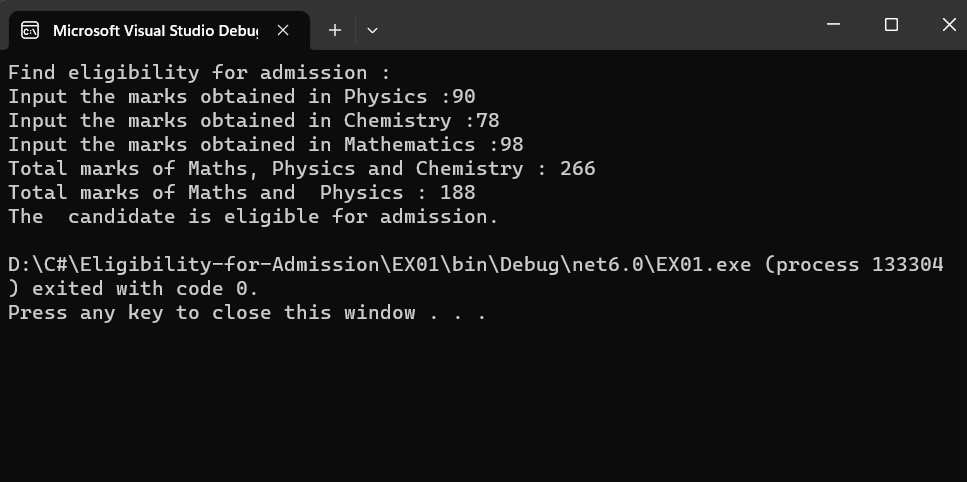 Microsoft Visual Studio Debu
Find eligibility for admission :
Input the marks obtained in Physics :90
Input the marks obtained in Chemistry :78
Input the marks obtained in Mathematics :98
Total marks of Maths, Physics and Chemistry : 266
Total marks of Maths and  Physics : 188
The  candidate is eligible for admission.
D:\C#\Eligibility-for-Admission\EX01\bin\Debug\net6.0\EX01.exe (process 133304
) exited with code 0.
Press any key to close this window . . .